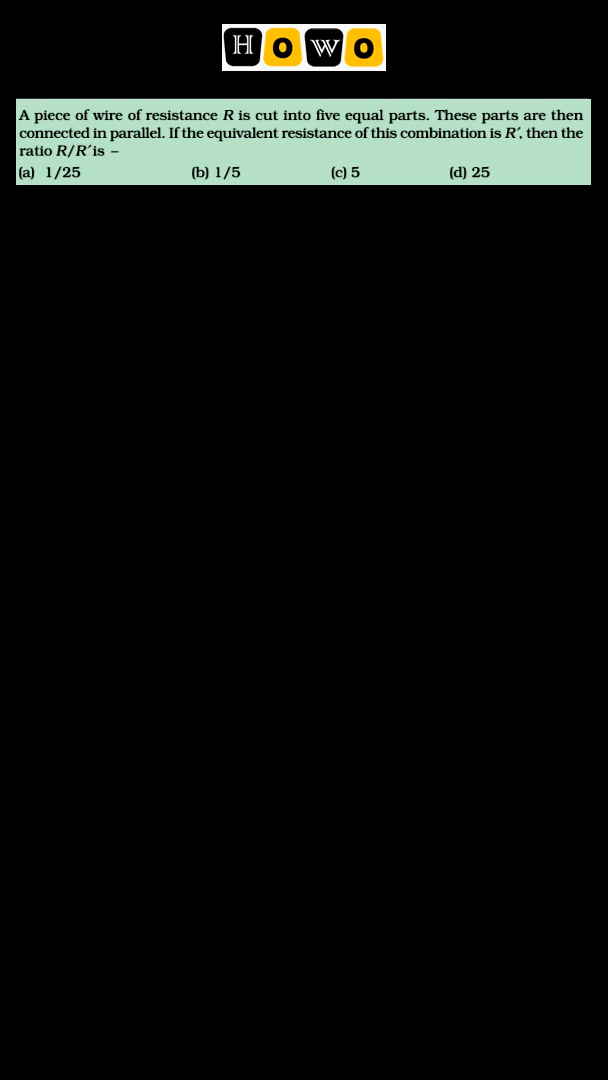 HOWO
A piece of wire of resistance R is cut into five equal parts. These parts are then
connected in parallel. If the equivalent resistance of this combination is R′, then the
ratio R/R′ is –
(a) 1/25 (b) 1/5 (c) 5 (d) 25